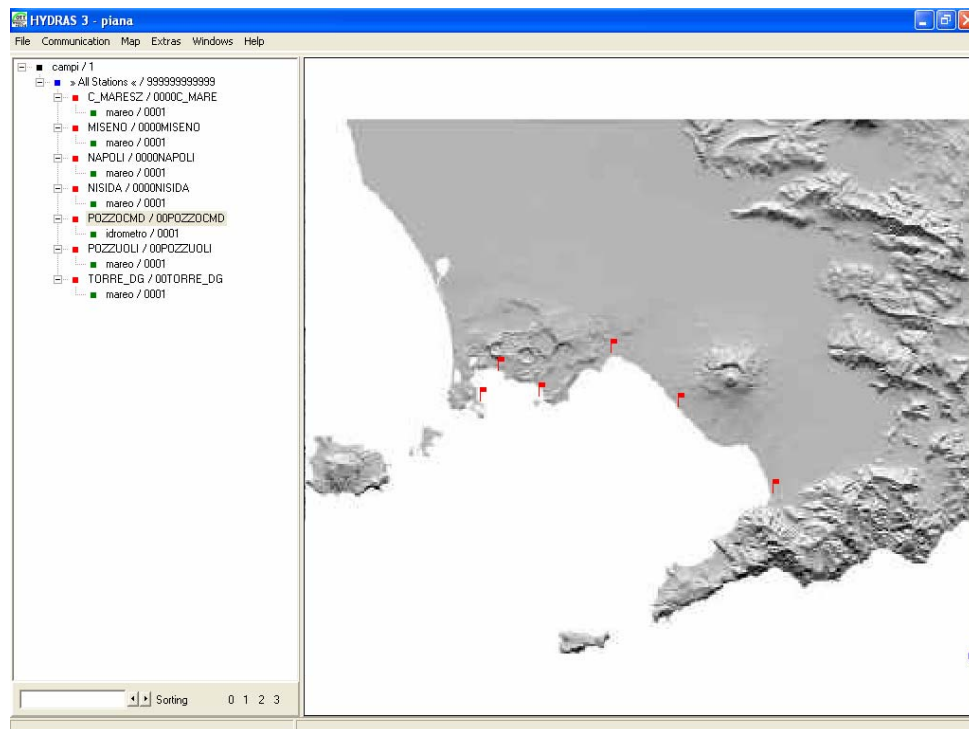 HYDRAS 3 - piana
File Communication Map Extras Windows Help
campi / 1
» All Stations « / 999999999999
C_MARESZ / 0000C_MARE
mareo / 0001
MISENO / 0000MISENO
mareo / 0001
NAPOLI / 0000NAPOLI
mareo / 0001
NISIDA / 0000NISIDA
mareo / 0001
POZZOCMD / 00POZZOCMD
idrometro / 0001
POZZUOLI / 00POZZUOLI
mareo / 0001
TORRE_DG / 00TORRE_DG
mareo / 0001
Sorting 0 1 2 3